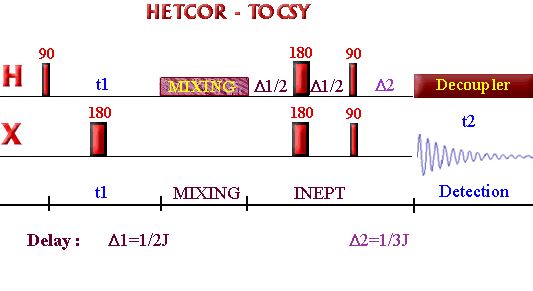 HETCOR - TOCSY
180
90 90
H t1 MIXING Δ1/2 Δ1/2 Δ2 Decoupler
180 180 90 t2
X
t1 MIXING INEPT Detection
Delay : Δ1=1/2J Δ2=1/3J